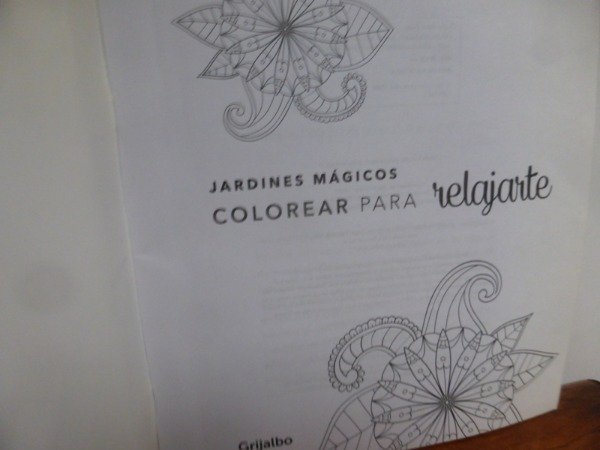 JARDINES MÁGICOS
COLOREAR PARA relajarte
Grijalbo